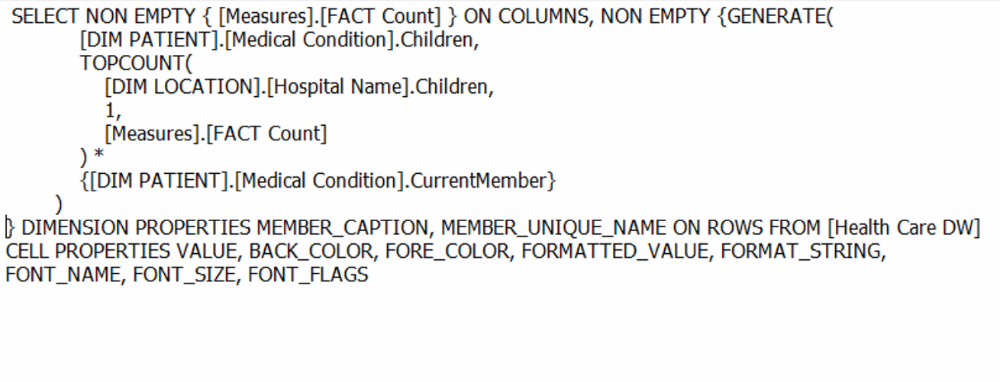 SELECT NON EMPTY { [Measures].[FACT Count] } ON COLUMNS, NON EMPTY {GENERATE(
[DIM PATIENT].[Medical Condition].Children,
TOPCOUNT(
[DIM LOCATION].[Hospital Name].Children,
1,
[Measures].[FACT Count]
) *
{[DIM PATIENT].[Medical Condition].CurrentMember}
)
} DIMENSION PROPERTIES MEMBER_CAPTION, MEMBER_UNIQUE_NAME ON ROWS FROM [Health Care DW]
CELL PROPERTIES VALUE, BACK_COLOR, FORE_COLOR, FORMATTED_VALUE, FORMAT_STRING,
FONT_NAME, FONT_SIZE, FONT_FLAGS